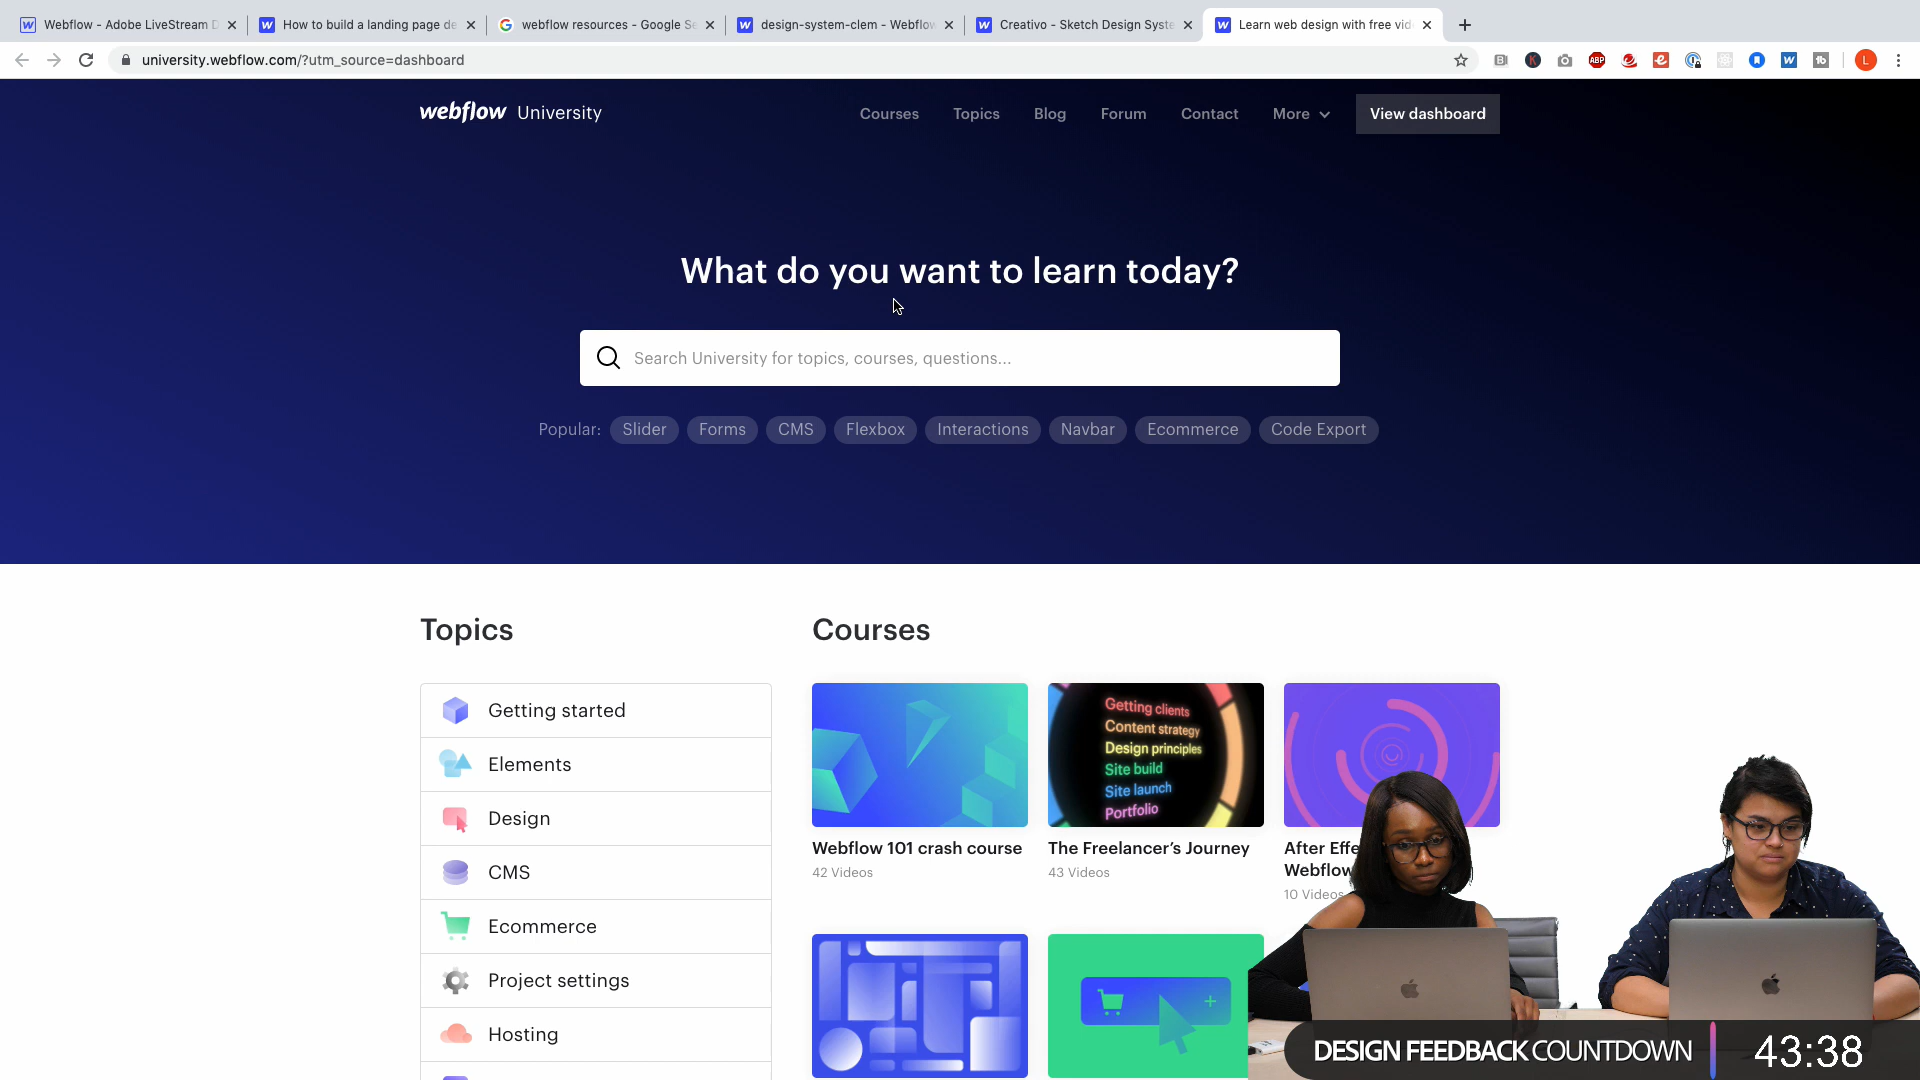 Webflow - Adobe LiveStream D
How to build a landing page de
webflow resources - Google Se
design-system-clem - Webflow
Creativo - Sketch Design Syste
Learn web design with free vid
university.webflow.com/?utm_source=dashboard
webflow University
Courses
Topics
Blog
Forum
Contact
More
View dashboard
What do you want to learn today?
Search University for topics, courses, questions...
Popular: Slider Forms CMS Flexbox Interactions Navbar Ecommerce Code Export
Topics
Getting started
Elements
Design
CMS
Ecommerce
Project settings
Hosting
Courses
Getting clients
Content strategy
Design principles
Site build
Site launch
Portfolio
Webflow 101 crash course
42 Videos
The Freelancer's Journey
43 Videos
After Effe
Webflow
10 Videos
DESIGN FEEDBACK COUNTDOWN
43:38
ABP
L